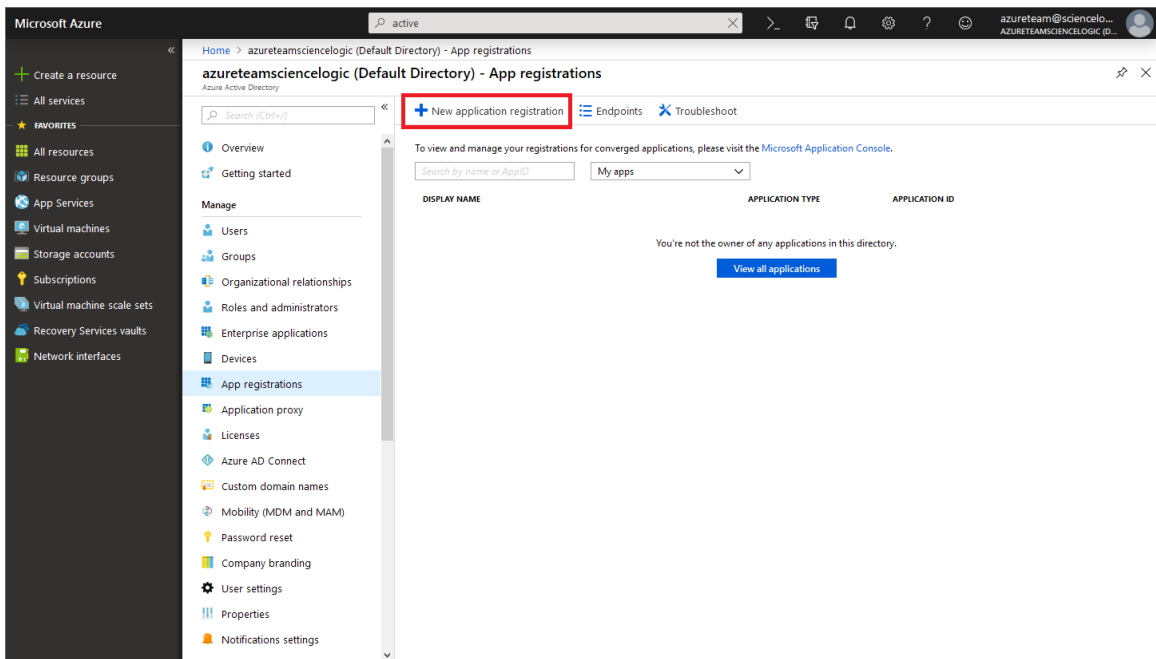 Microsoft Azure
active
azureteam@sciencelo...
AZURETEAMSCIENCELOGIC (D...
Create a resource
All services
FAVORITES
All resources
Resource groups
App Services
Virtual machines
Storage accounts
Subscriptions
Virtual machine scale sets
Recovery Services vaults
Network interfaces
Home > azureteamsciencelogic (Default Directory) - App registrations
azureteamsciencelogic (Default Directory) - App registrations
Azure Active Directory
Search (Ctrl+/)
Overview
Getting started
Manage
Users
Groups
Organizational relationships
Roles and administrators
Enterprise applications
Devices
App registrations
Application proxy
Licenses
Azure AD Connect
Custom domain names
Mobility (MDM and MAM)
Password reset
Company branding
User settings
Properties
Notifications settings
New application registration Endpoints Troubleshoot
To view and manage your registrations for converged applications, please visit the Microsoft Application Console.
Search by name or AppID My apps
DISPLAY NAME APPLICATION TYPE APPLICATION ID
You're not the owner of any applications in this directory.
View all applications